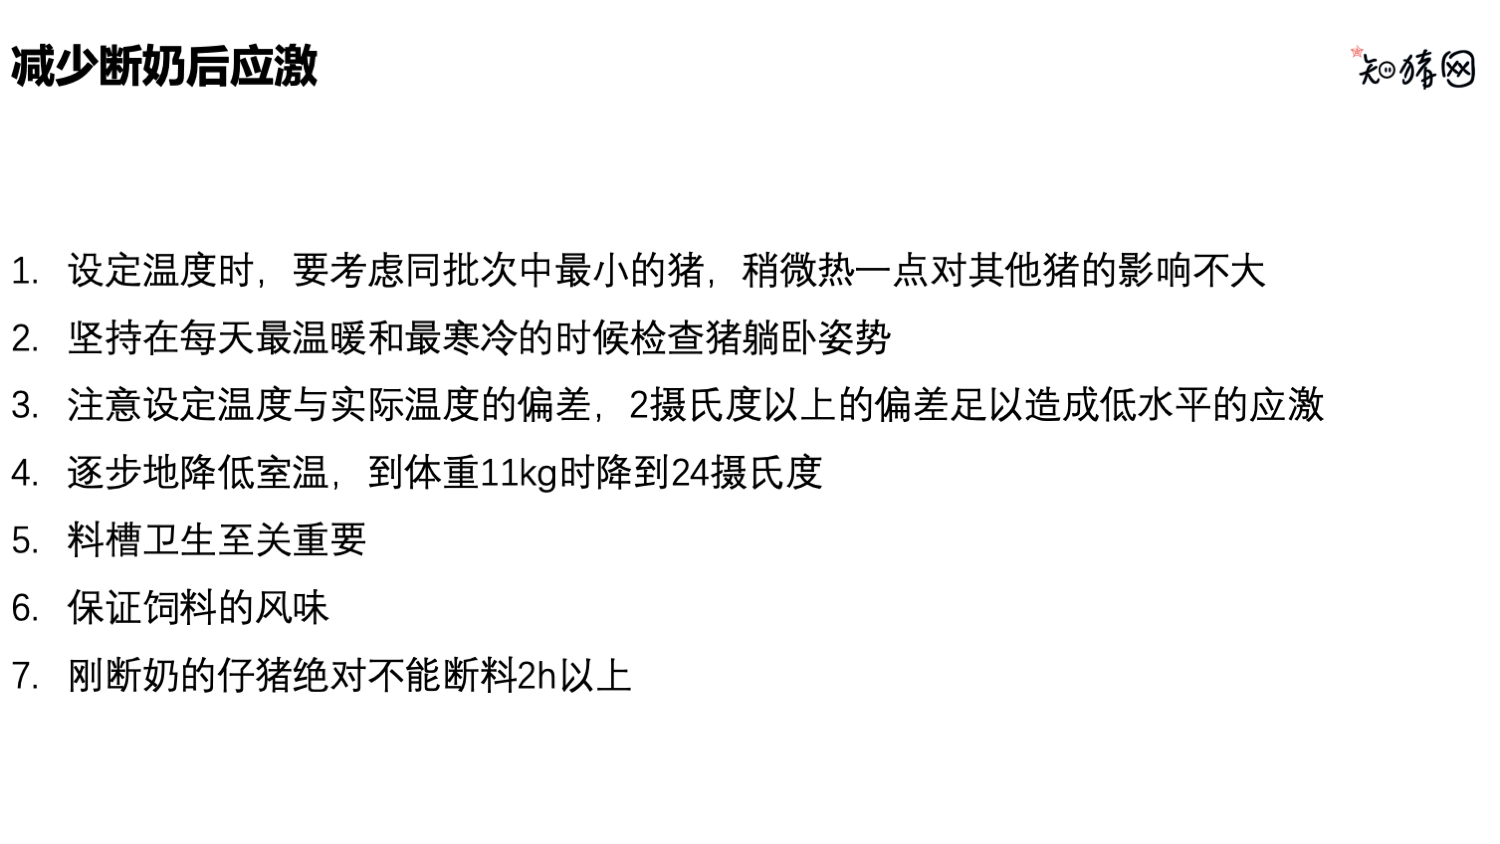 减少断奶后应激
知猪网
1. 设定温度时，要考虑同批次中最小的猪，稍微热一点对其他猪的影响不大
2. 坚持在每天最温暖和最寒冷的时候检查猪躺卧姿势
3. 注意设定温度与实际温度的偏差，2摄氏度以上的偏差足以造成低水平的应激
4. 逐步地降低室温，到体重11kg时降到24摄氏度
5. 料槽卫生至关重要
6. 保证饲料的风味
7. 刚断奶的仔猪绝对不能断料2h以上